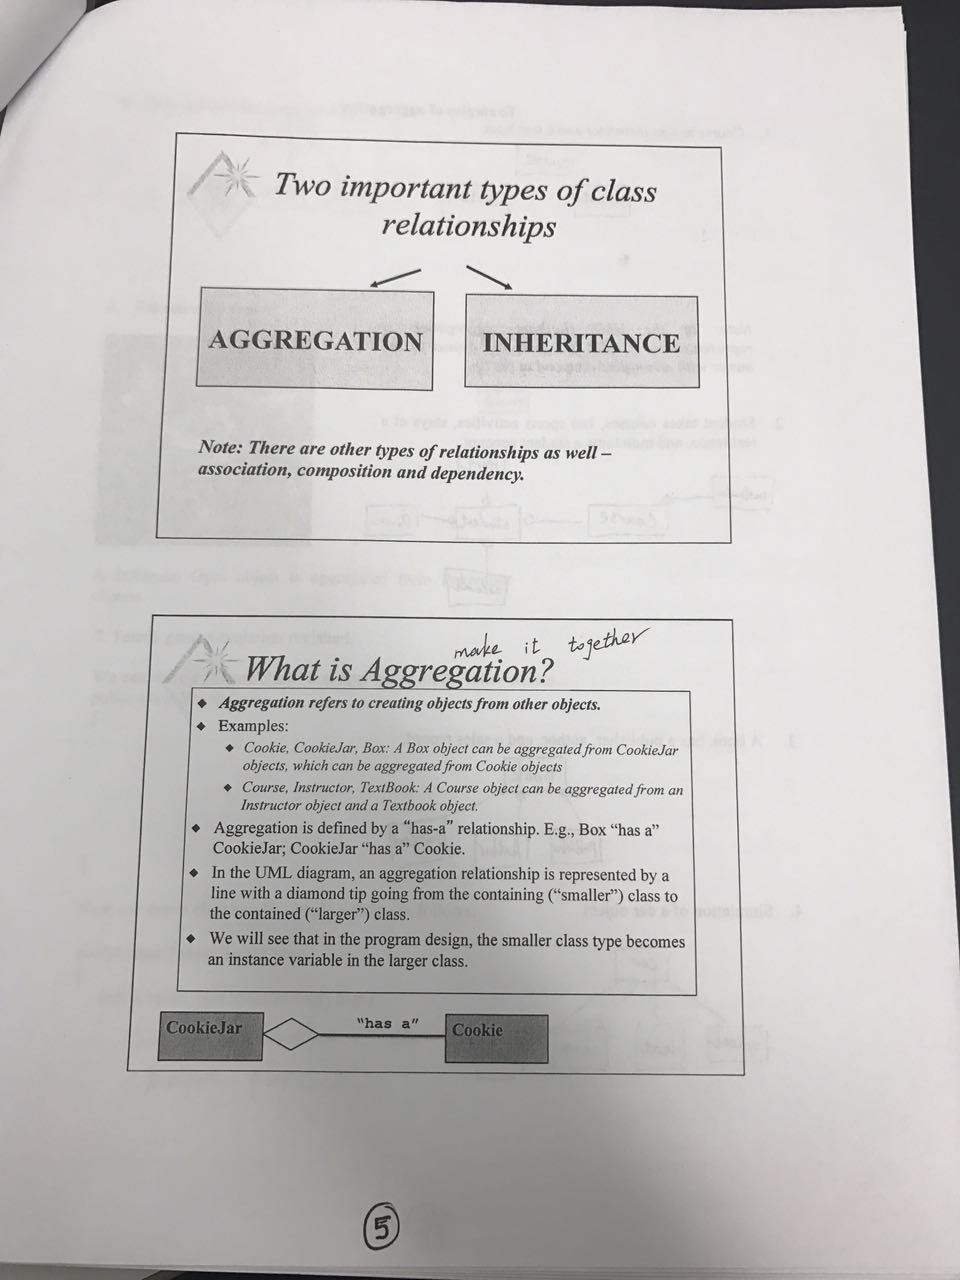 Two important types of class
relationships
AGGREGATION
INHERITANCE
Note: There are other types of relationships as well –
association, composition and dependency.
make it together
What is Aggregation?
Aggregation refers to creating objects from other objects.
Examples:
Cookie, CookieJar, Box: A Box object can be aggregated from CookieJar
objects, which can be aggregated from Cookie objects
Course, Instructor, TextBook: A Course object can be aggregated from an
Instructor object and a Textbook object.
Aggregation is defined by a "has-a" relationship. E.g., Box "has a"
CookieJar; CookieJar "has a" Cookie.
In the UML diagram, an aggregation relationship is represented by a
line with a diamond tip going from the containing ("smaller") class to
the contained ("larger") class.
We will see that in the program design, the smaller class type becomes
an instance variable in the larger class.
CookieJar
"has a"
Cookie
5